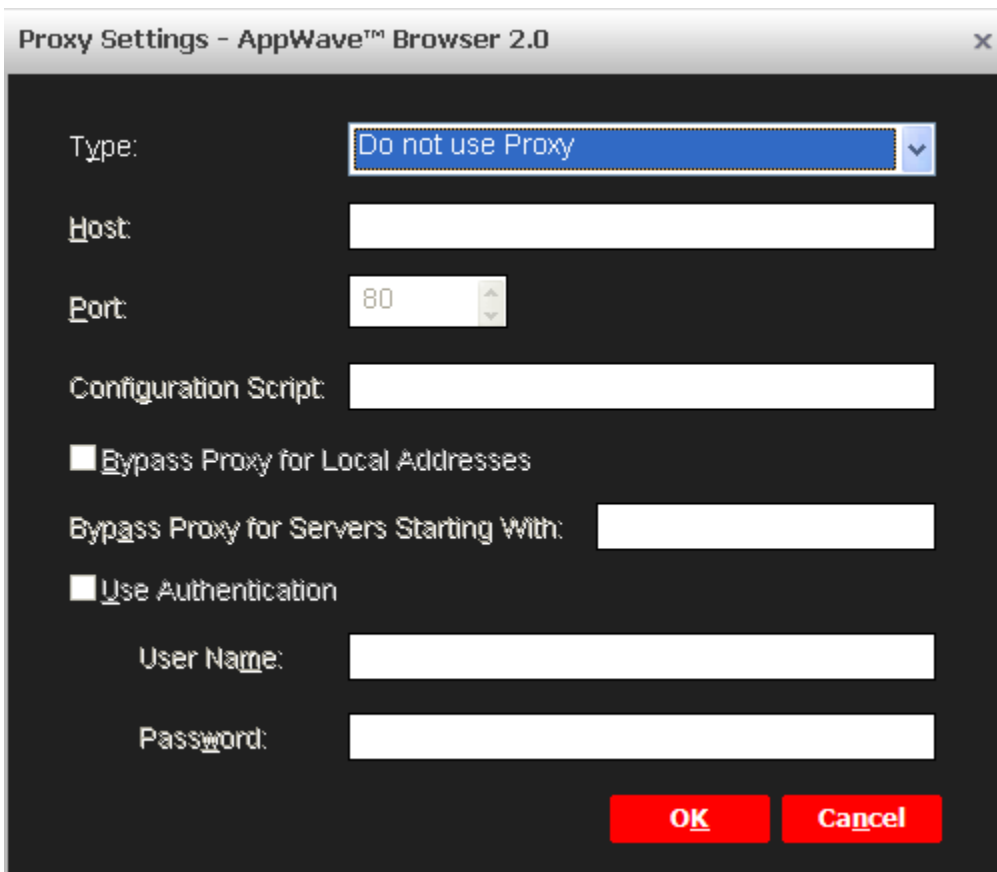 Proxy Settings - AppWave™ Browser 2.0
Type: Do not use Proxy
Host:
Port: 80
Configuration Script:
Bypass Proxy for Local Addresses
Bypass Proxy for Servers Starting With:
Use Authentication
User Name:
Password:
OK Cancel